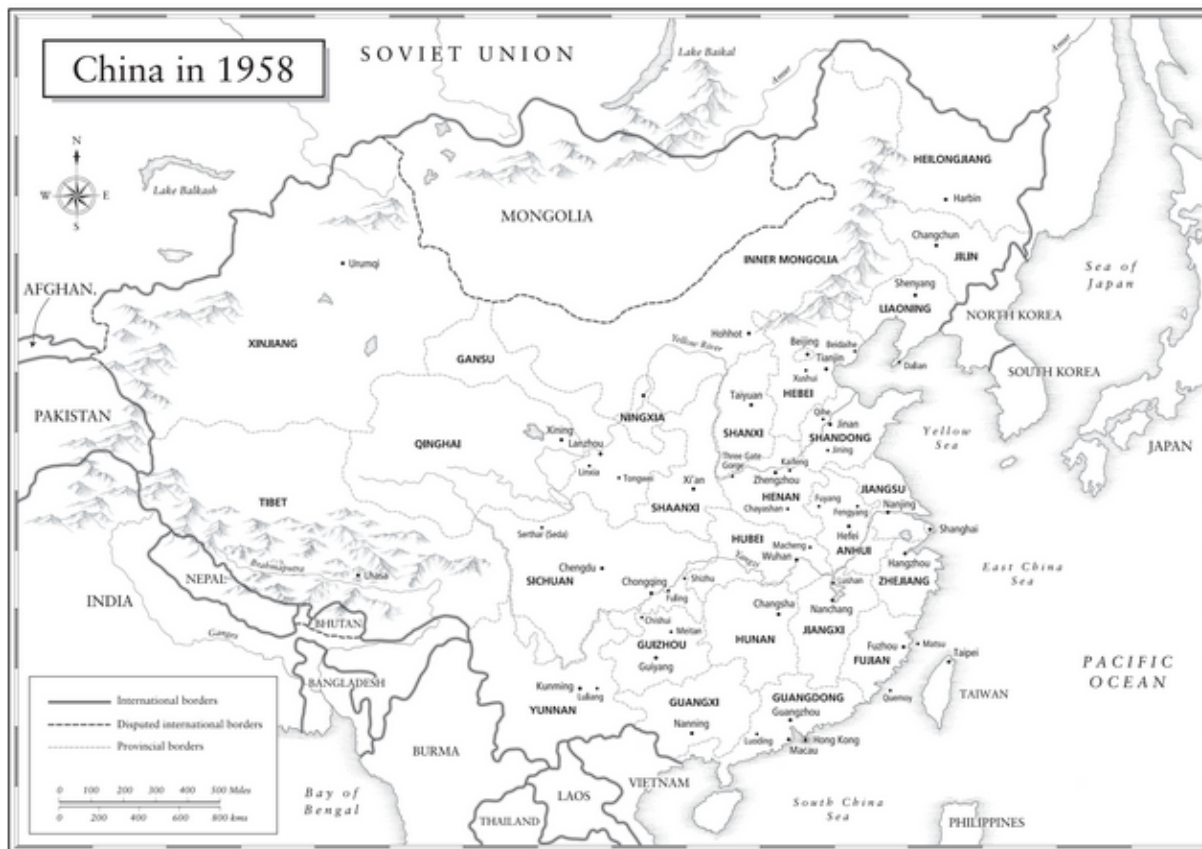 China in 1958
SOVIET UNION
Lake Baikal
Amur
Amur
N
W
E
S
Lake Balkash
HEILONGJIANG
Harbin
MONGOLIA
Changchun
JILIN
Urumqi
INNER MONGOLIA
Sea of
Japan
Shenyang
LIAONING
AFGHAN.
NORTH KOREA
Hohhot
Yellow River
Beijing
Beidaihe
XINJIANG
GANSU
Tianjin
Dalian
SOUTH KOREA
Xushui
HEBEI
Taiyuan
PAKISTAN
NINGXIA
Qihe
Jinan
Yellow
Sea
JAPAN
Xining
Lanzhou
SHANXI
SHANDONG
QINGHAI
Jining
Three Gate
Gorge
Kaifeng
Zhengzhou
Linxia
Tongwei
Xi'an
JIANGSU
TIBET
SHAANXI
HENAN
Fuyang
Nanjing
Chayashan
Fengyang
Serthar (Seda)
HUBEI
Hefei
Shanghai
Macheng
Wuhan
ANHUI
Hangzhou
Brahmaputra
Lhasa
Chengdu
SICHUAN
Yangzi
East China
Sea
NEPAL
Chongqing
Shizhu
Lushan
ZHEJIANG
INDIA
Fuling
Changsha
Nanchang
BHUTAN
Chishui
Meitan
Ganges
GUIZHOU
HUNAN
JIANGXI
Fuzhou
Matsu
Taipei
Guiyang
FUJIAN
PACIFIC
OCEAN
BANGLADESH
Kunming
Luliang
GUANGXI
GUANGDONG
Quemoy
TAIWAN
YUNNAN
Guangzhou
Nanning
Luoding
Hong Kong
Macau
BURMA
International borders
Disputed international borders
Provincial borders
0 100 200 300 400 500 Miles
0 200 400 600 800 kms
Bay of
Bengal
VIETNAM
LAOS
THAILAND
South China
Sea
PHILIPPINES